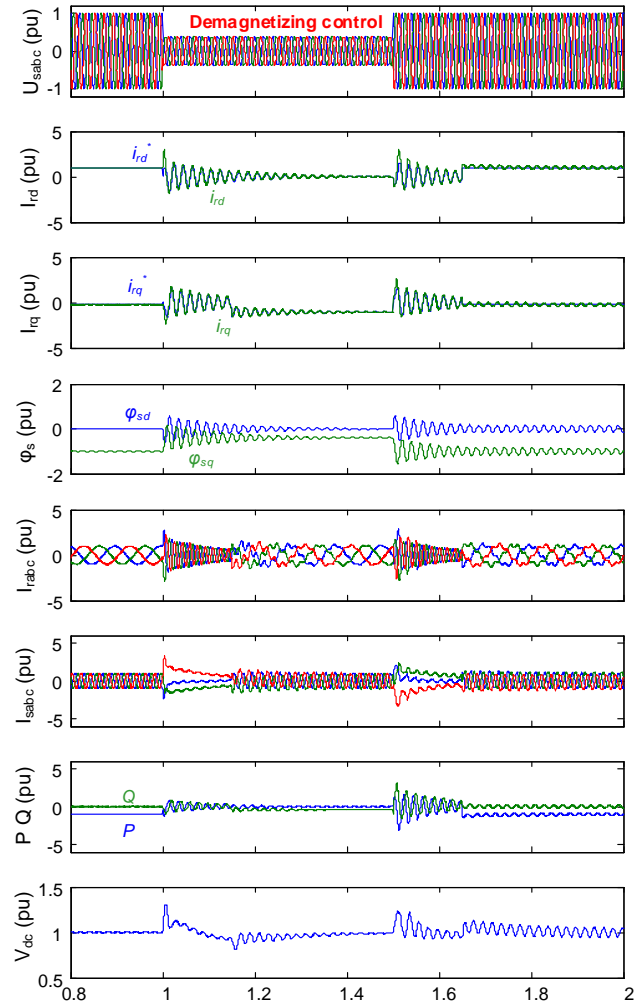 Demagnetizing control
U_sabc (pu)
1
0
-1
I_rd (pu)
5
0
-5
i_rd*
i_rd
I_rq (pu)
5
0
-5
i_rq*
i_rq
φ_s (pu)
2
0
-2
φ_sd
φ_sq
I_rabc (pu)
5
0
-5
I_sabc (pu)
5
0
-5
P Q (pu)
5
0
-5
Q
P
V_dc (pu)
1.5
1
0.5
0.8 1 1.2 1.4 1.6 1.8 2